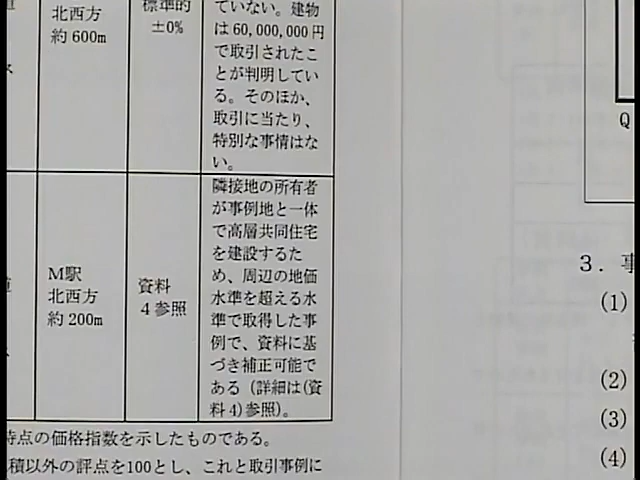 北西方
約600m
標準的
±0%
ていない。建物
は60,000,000円
で取引されたこ
とが判明してい
る。そのほか、
取引に当たり、
特別な事情はな
い。
M駅
北西方
約200m
資料
4参照
隣接地の所有者
が事例地と一体
で高層共同住宅
を建設するた
め、周辺の地価
水準を超える水
準で取得した事
例で、資料に基
づき補正可能で
ある（詳細は(資
料4)参照)。
時点の価格指数を示したものである。
積以外の評点を100とし、これと取引事例に
Q
3．事
(1)
(2)
(3)
(4)